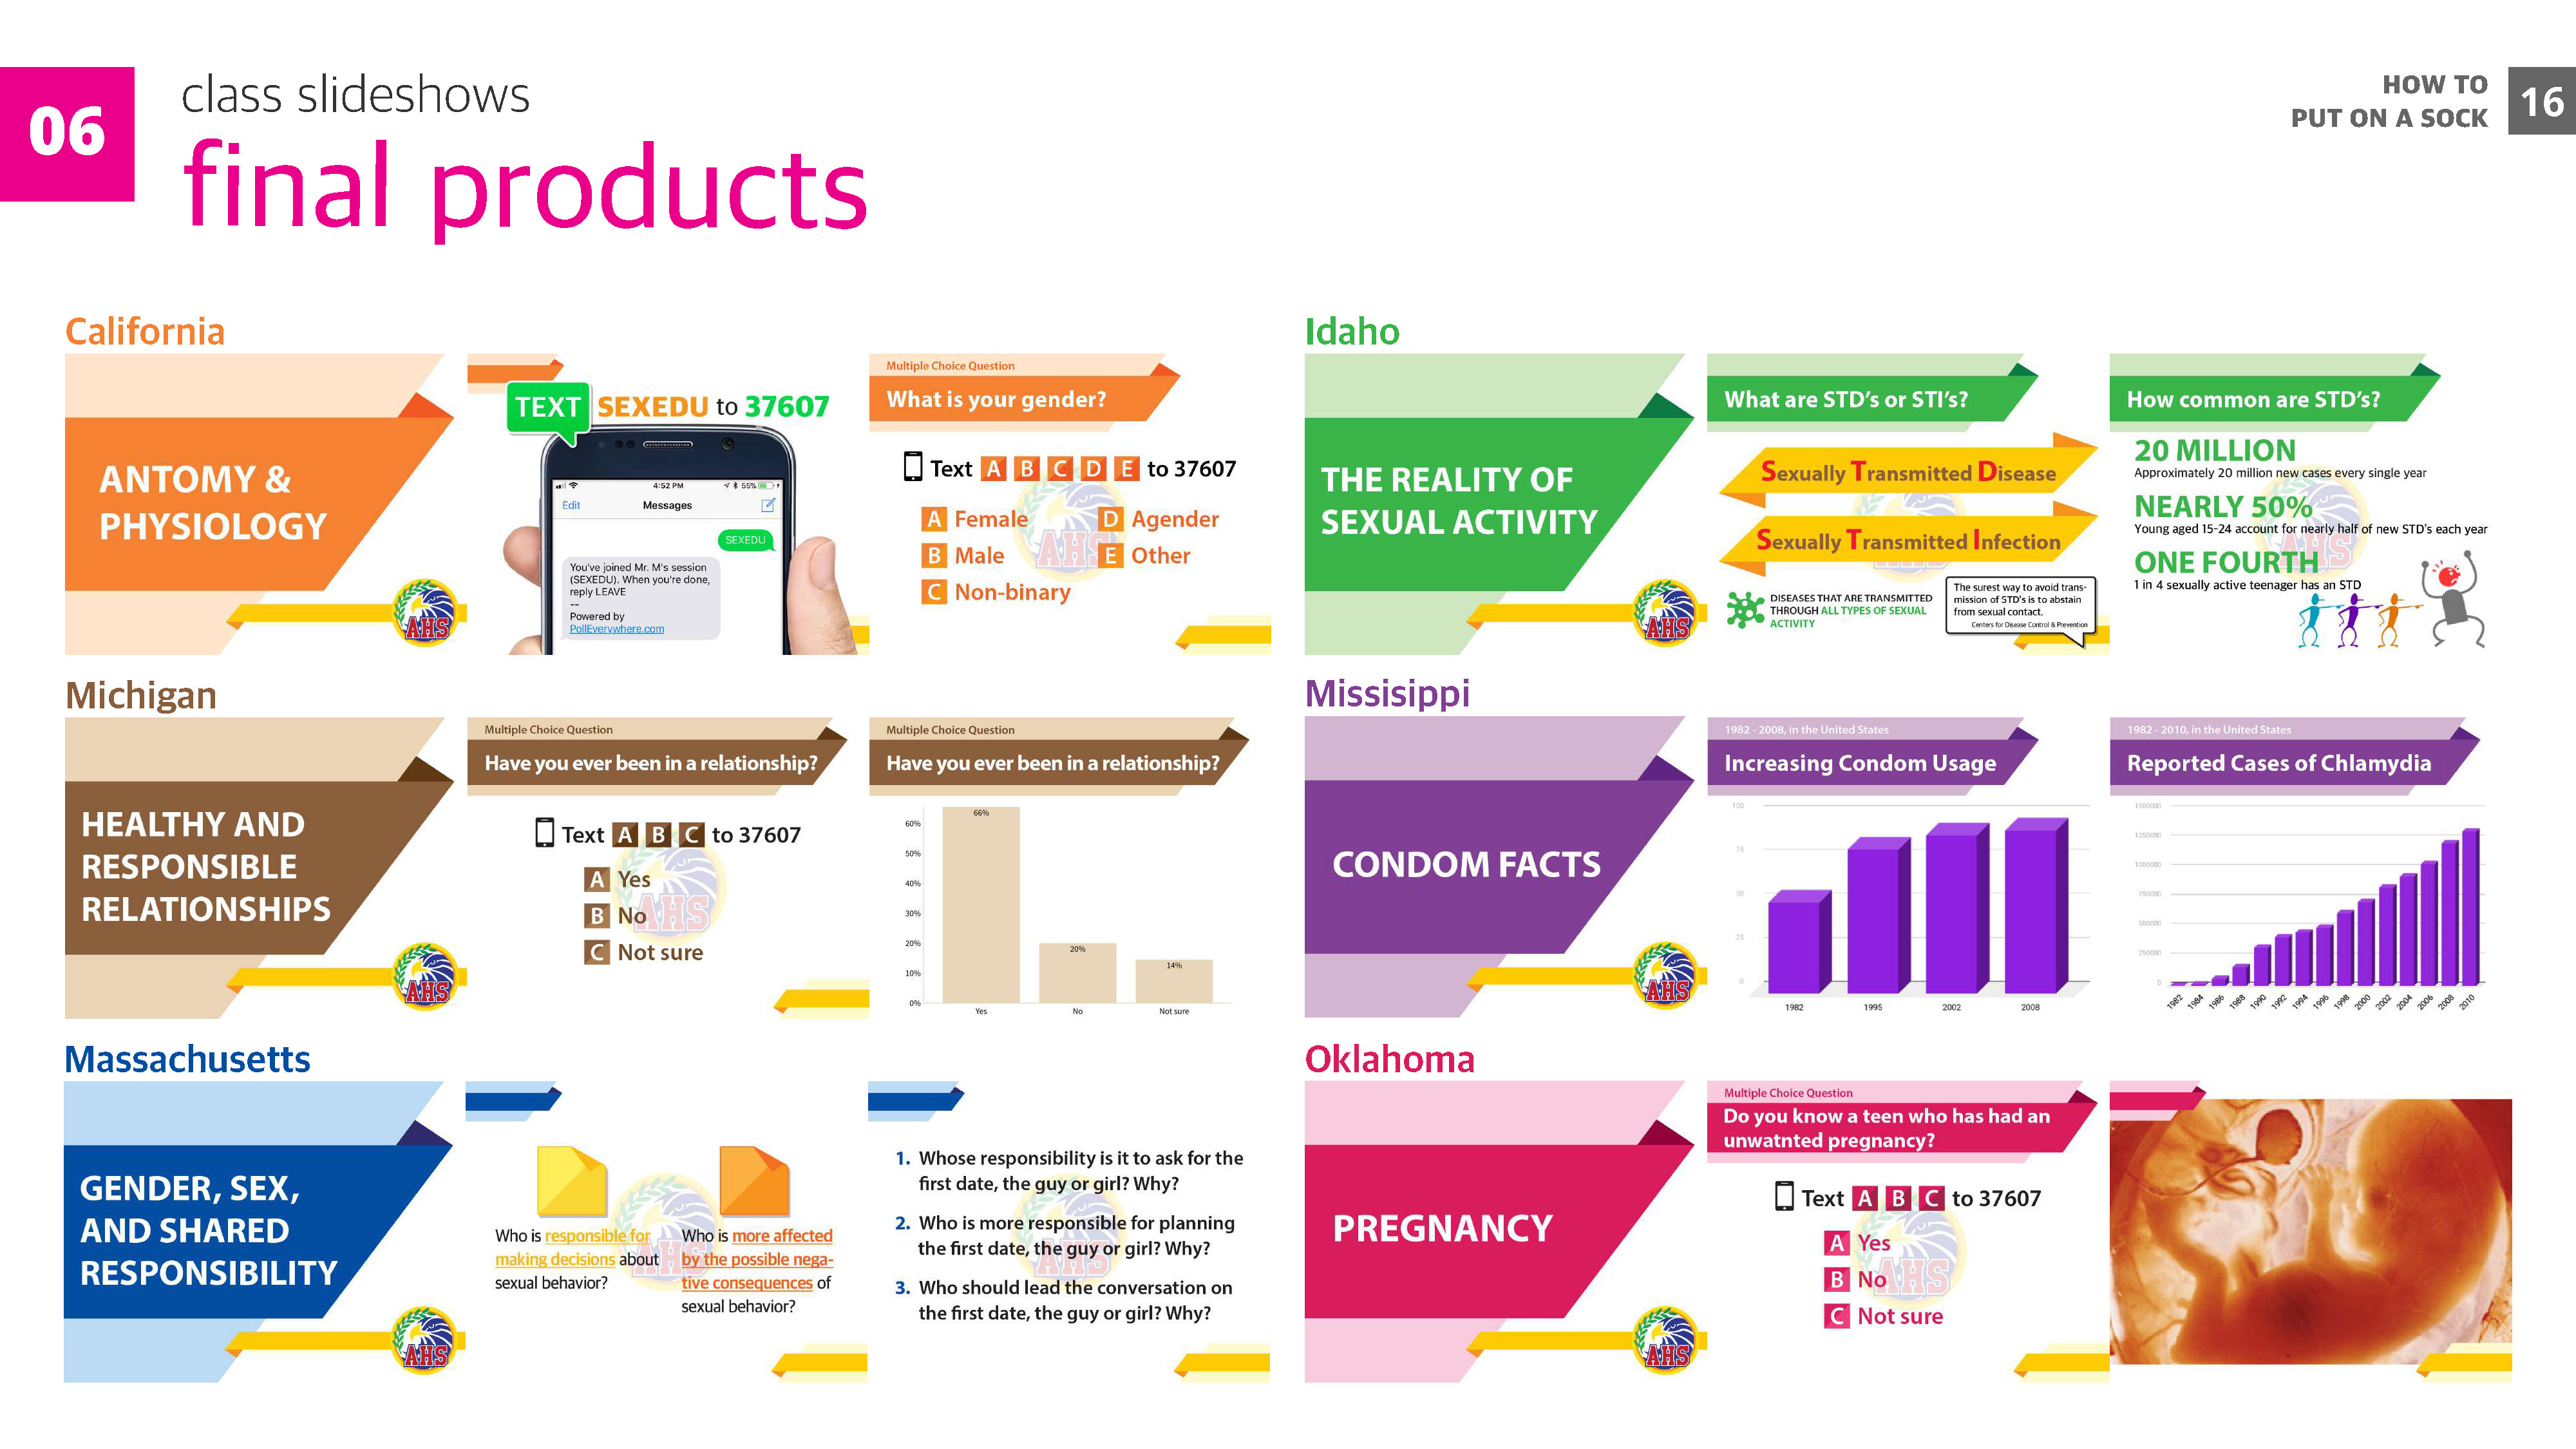 06
class slideshows
final products
HOW TO
PUT ON A SOCK
16
California
ANTOMY &
PHYSIOLOGY
AHS
TEXT SEXEDU to 37607
4:52 PM
55%
Edit
Messages
SEXEDU
You've joined Mr. M's session
(SEXEDU). When you're done,
reply LEAVE
--
Powered by
PollEverywhere.com
Multiple Choice Question
What is your gender?
Text A B C D E to 37607
A Female
B Male
C Non-binary
D Agender
E Other
AHS
Idaho
THE REALITY OF
SEXUAL ACTIVITY
AHS
What are STD's or STI's?
Sexually Transmitted Disease
Sexually Transmitted Infection
DISEASES THAT ARE TRANSMITTED
THROUGH ALL TYPES OF SEXUAL
ACTIVITY
The surest way to avoid trans-
mission of STD's is to abstain
from sexual contact.
Centers for Disease Control & Prevention
How common are STD's?
20 MILLION
Approximately 20 million new cases every single year
NEARLY 50%
Young aged 15-24 account for nearly half of new STD's each year
ONE FOURTH
1 in 4 sexually active teenager has an STD
AHS
Michigan
HEALTHY AND
RESPONSIBLE
RELATIONSHIPS
AHS
Multiple Choice Question
Have you ever been in a relationship?
Text A B C to 37607
A Yes
B No
C Not sure
AHS
Multiple Choice Question
Have you ever been in a relationship?
66%
60%
50%
40%
30%
20%
20%
14%
10%
0%
Yes
No
Not sure
Missisippi
CONDOM FACTS
AHS
1982 - 2008, in the United States
Increasing Condom Usage
100
75
50
25
0
1982
1995
2002
2008
1982 - 2010, in the United States
Reported Cases of Chlamydia
1500000
1250000
1000000
750000
500000
250000
0
1982
1984
1986
1988
1990
1992
1994
1996
1998
2000
2002
2004
2006
2008
2010
Massachusetts
GENDER, SEX,
AND SHARED
RESPONSIBILITY
AHS
Who is responsible for
making decisions about
sexual behavior?
Who is more affected
by the possible nega-
tive consequences of
sexual behavior?
AHS
1. Whose responsibility is it to ask for the
first date, the guy or girl? Why?
2. Who is more responsible for planning
the first date, the guy or girl? Why?
3. Who should lead the conversation on
the first date, the guy or girl? Why?
AHS
Oklahoma
PREGNANCY
AHS
Multiple Choice Question
Do you know a teen who has had an
unwatnted pregnancy?
Text A B C to 37607
A Yes
B No
C Not sure
AHS